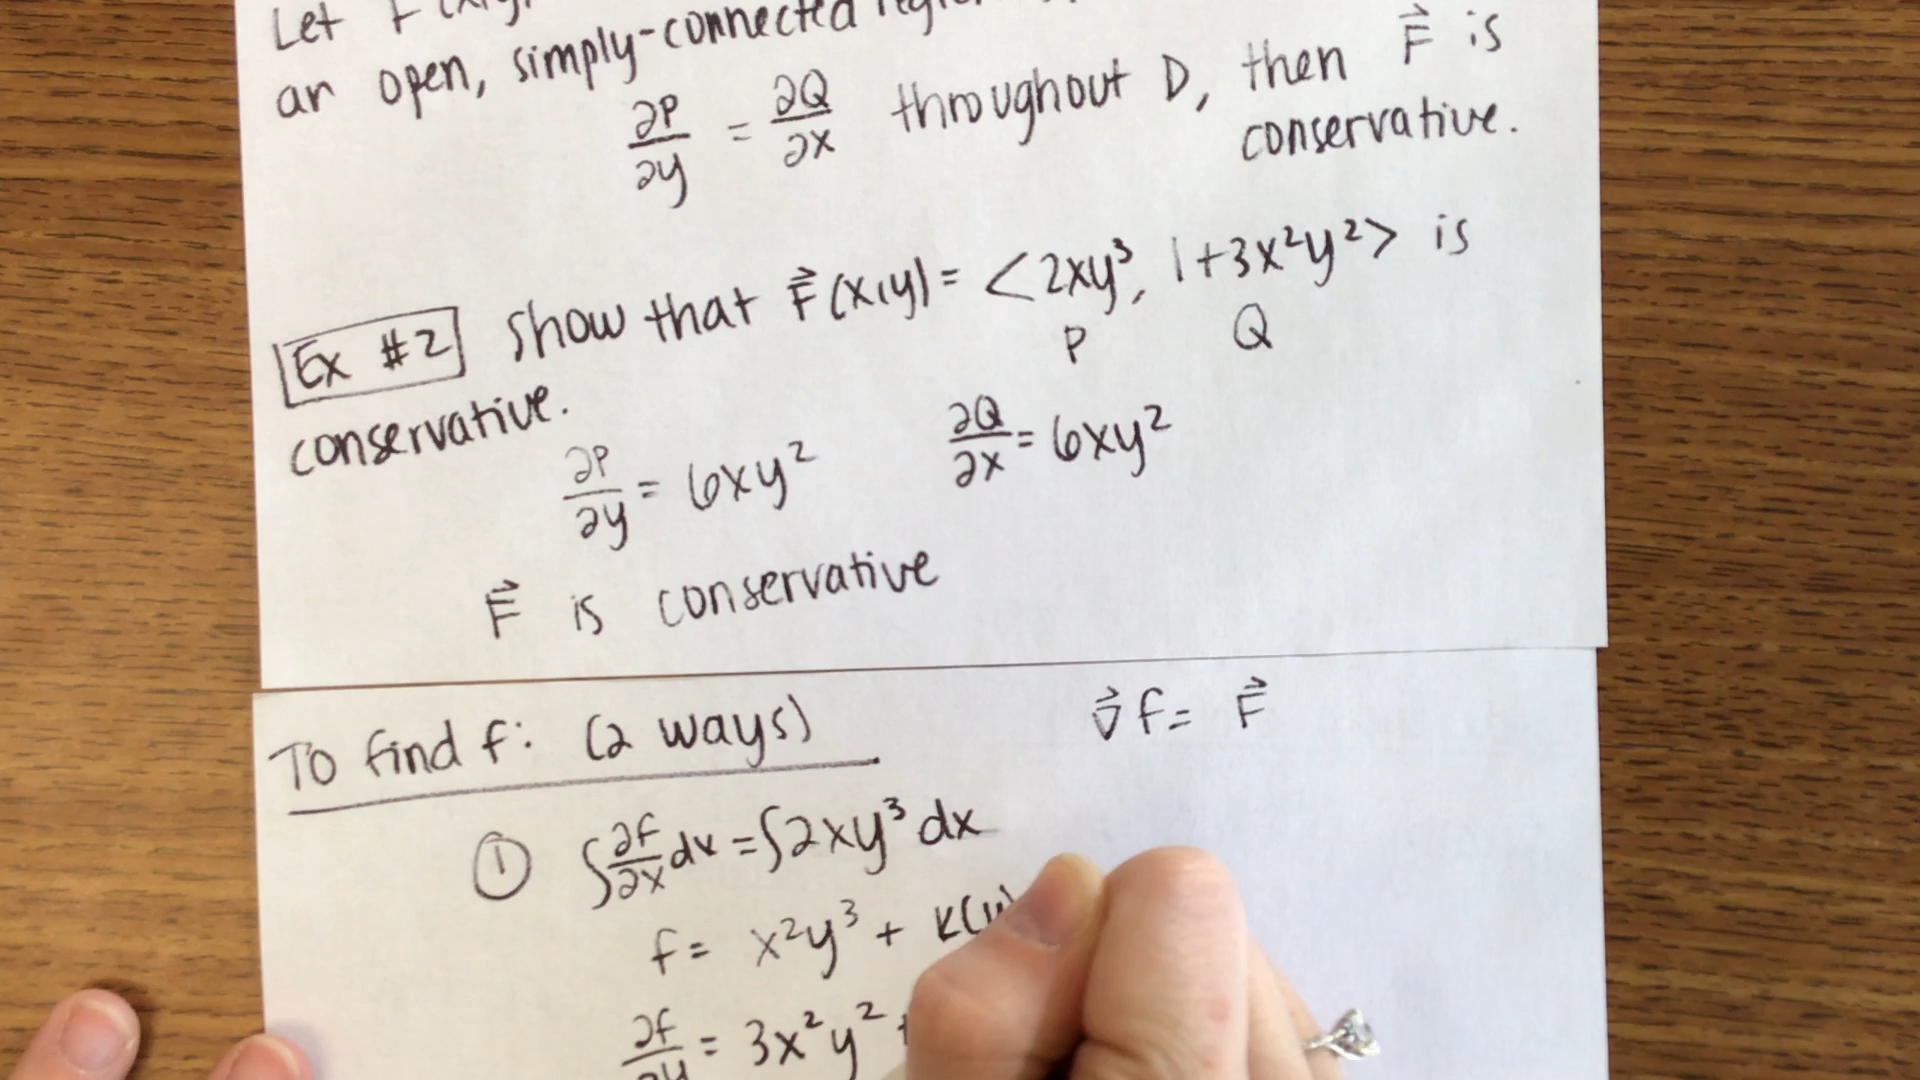 Let
an open, simply-connected
∂P/∂y = ∂Q/∂x throughout D, then F⃗ is
conservative.
Ex #2 Show that F⃗(x,y) = <2xy³, 1+3x²y²> is
P Q
conservative.
∂P/∂y = 6xy² ∂Q/∂x = 6xy²
F⃗ is conservative
To find f: (2 ways) ∇⃗f = F⃗
① ∫∂f/∂x dx = ∫2xy³ dx
f = x²y³ + K(y)
∂f/∂y = 3x²y² +